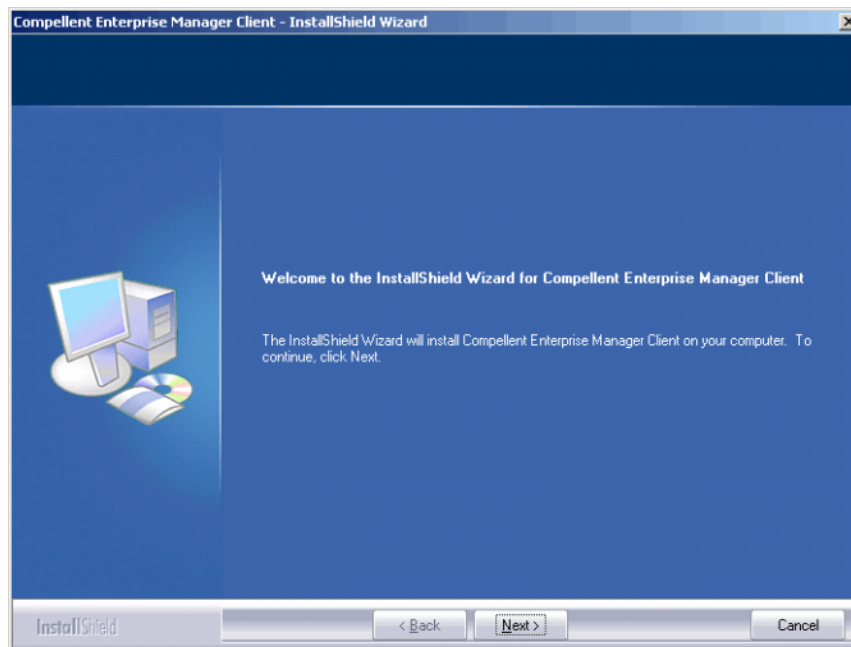 Compellent Enterprise Manager Client - InstallShield Wizard
Welcome to the InstallShield Wizard for Compellent Enterprise Manager Client
The InstallShield Wizard will install Compellent Enterprise Manager Client on your computer. To
continue, click Next.
InstallShield
< Back
Next >
Cancel